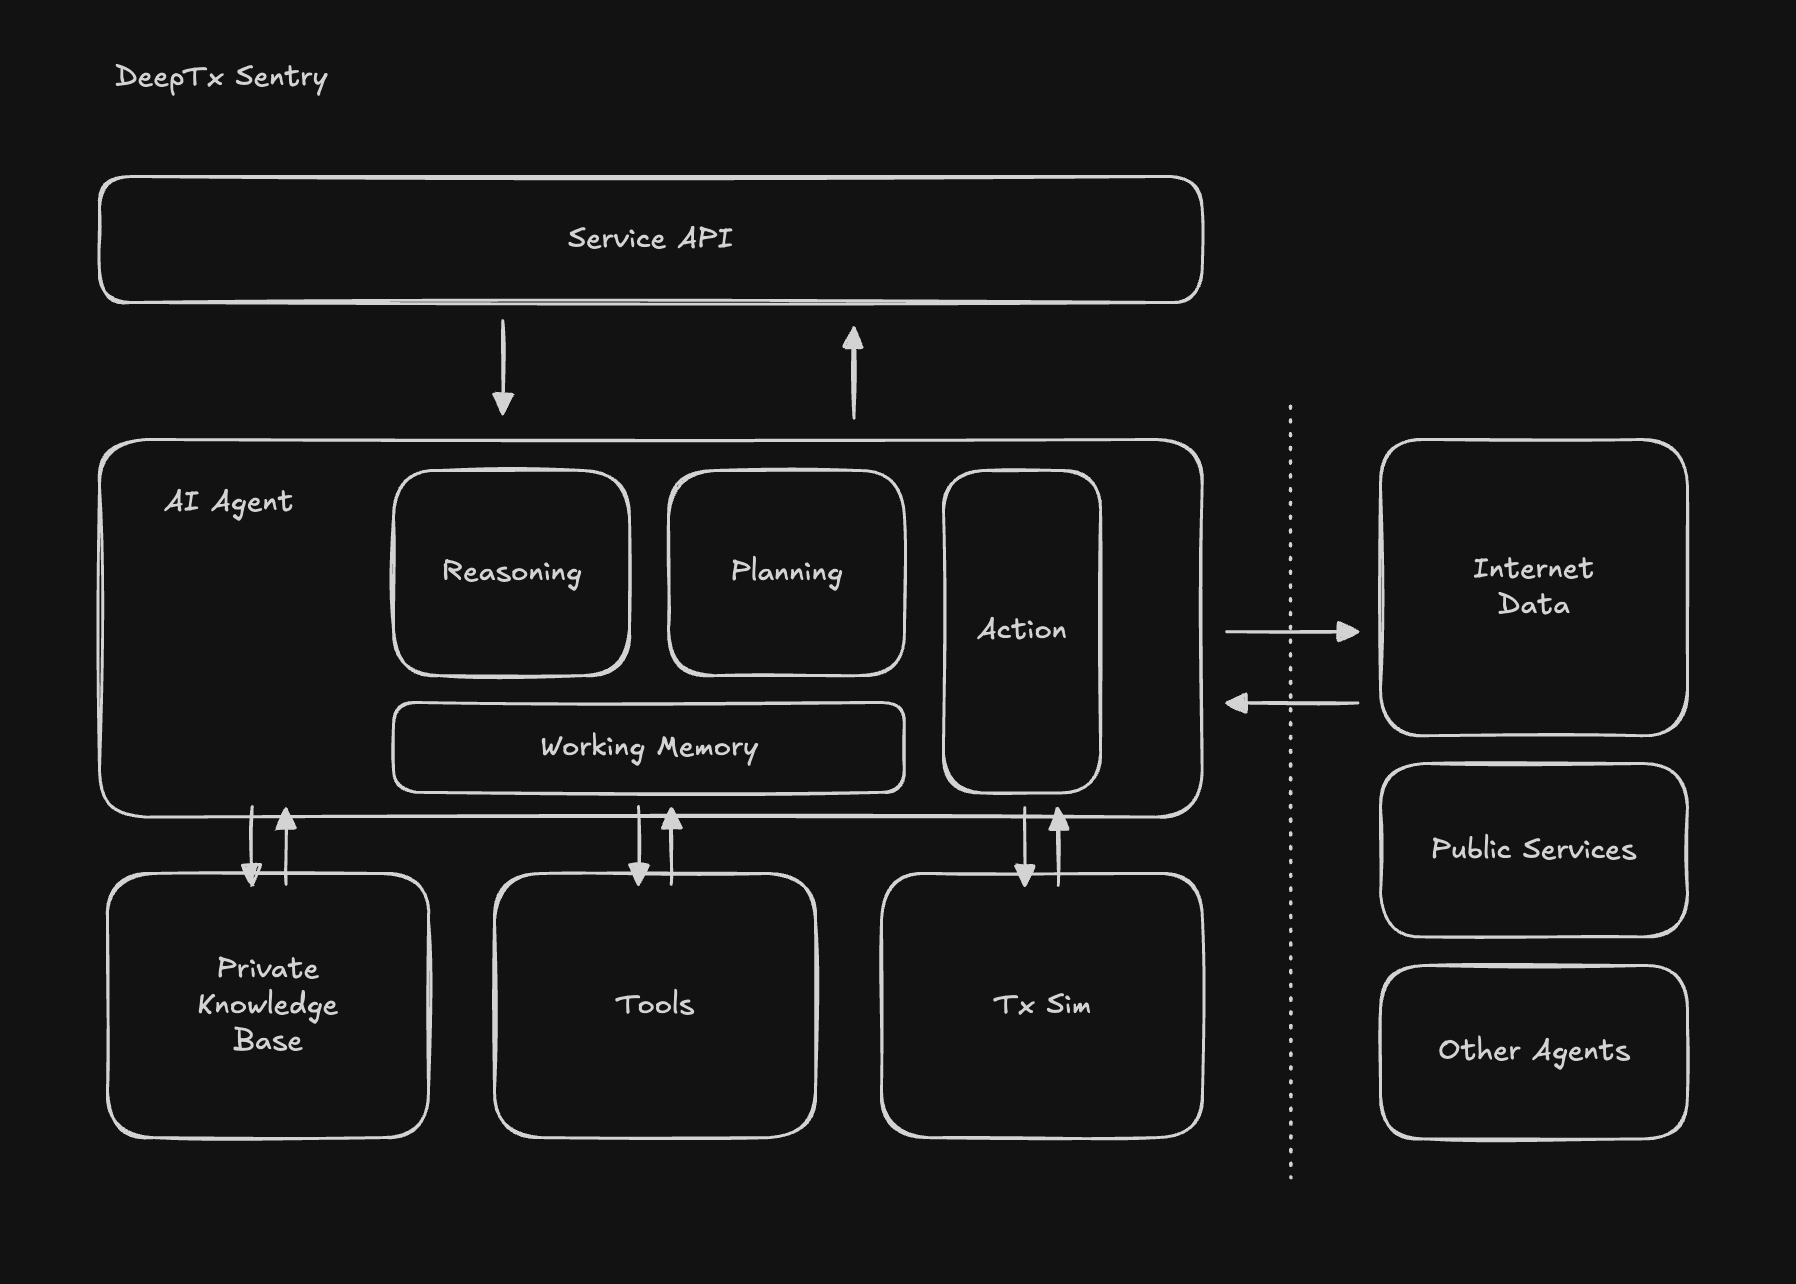 DeepTx Sentry
Service API
AI Agent
Reasoning
Planning
Action
Working Memory
Internet
Data
Public Services
Other Agents
Private
Knowledge
Base
Tools
Tx Sim